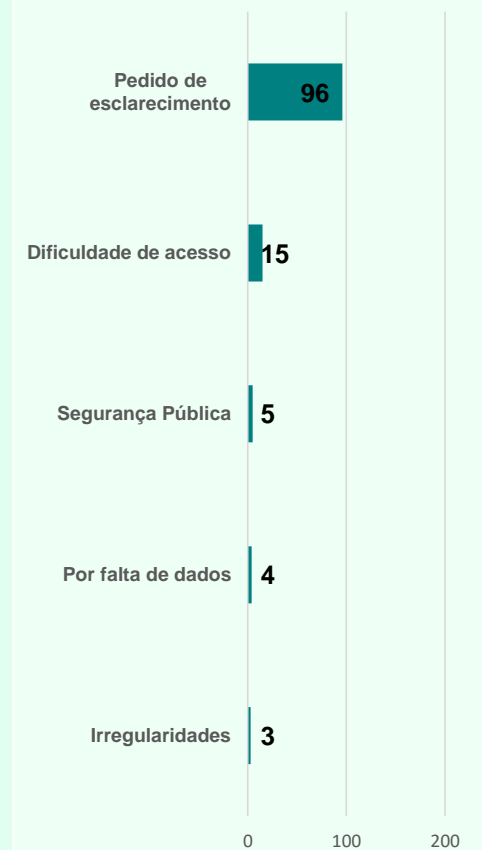 Pedido de
esclarecimento
96
Dificuldade de acesso
15
Segurança Pública
5
Por falta de dados
4
Irregularidades
3
0 100 200